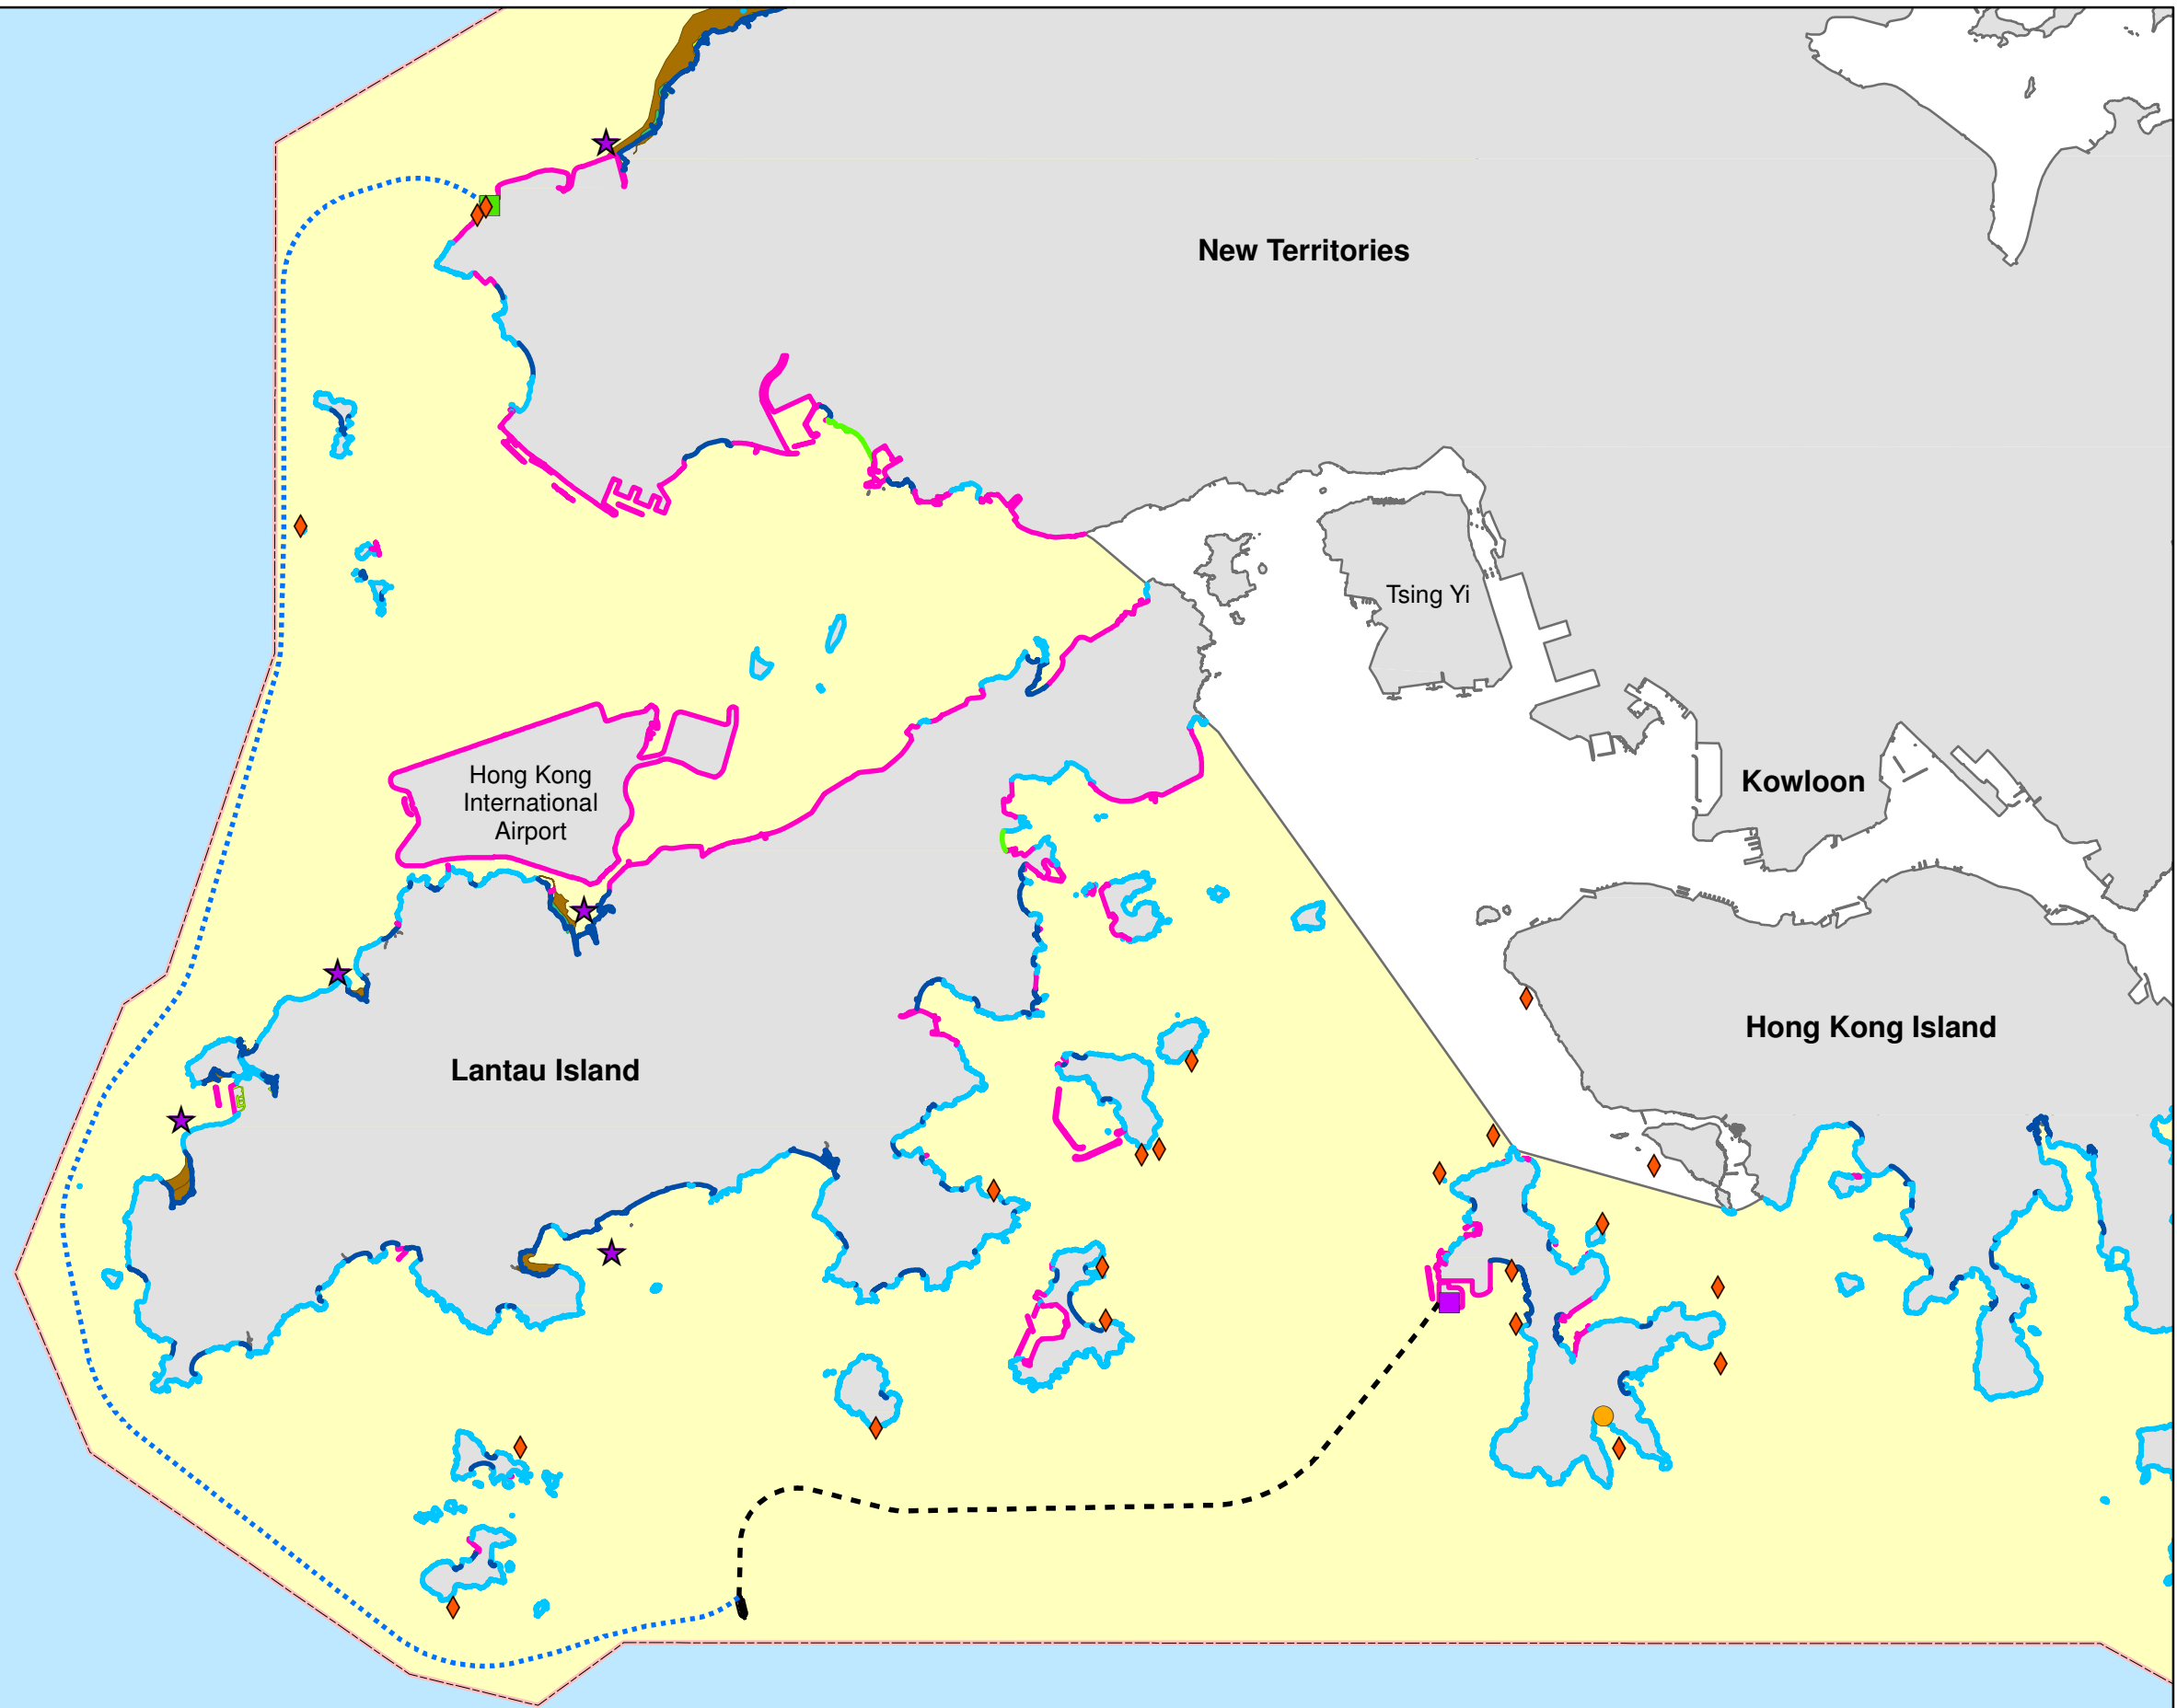 New Territories
Tsing Yi
Hong Kong
International
Airport
Kowloon
Hong Kong Island
Lantau Island